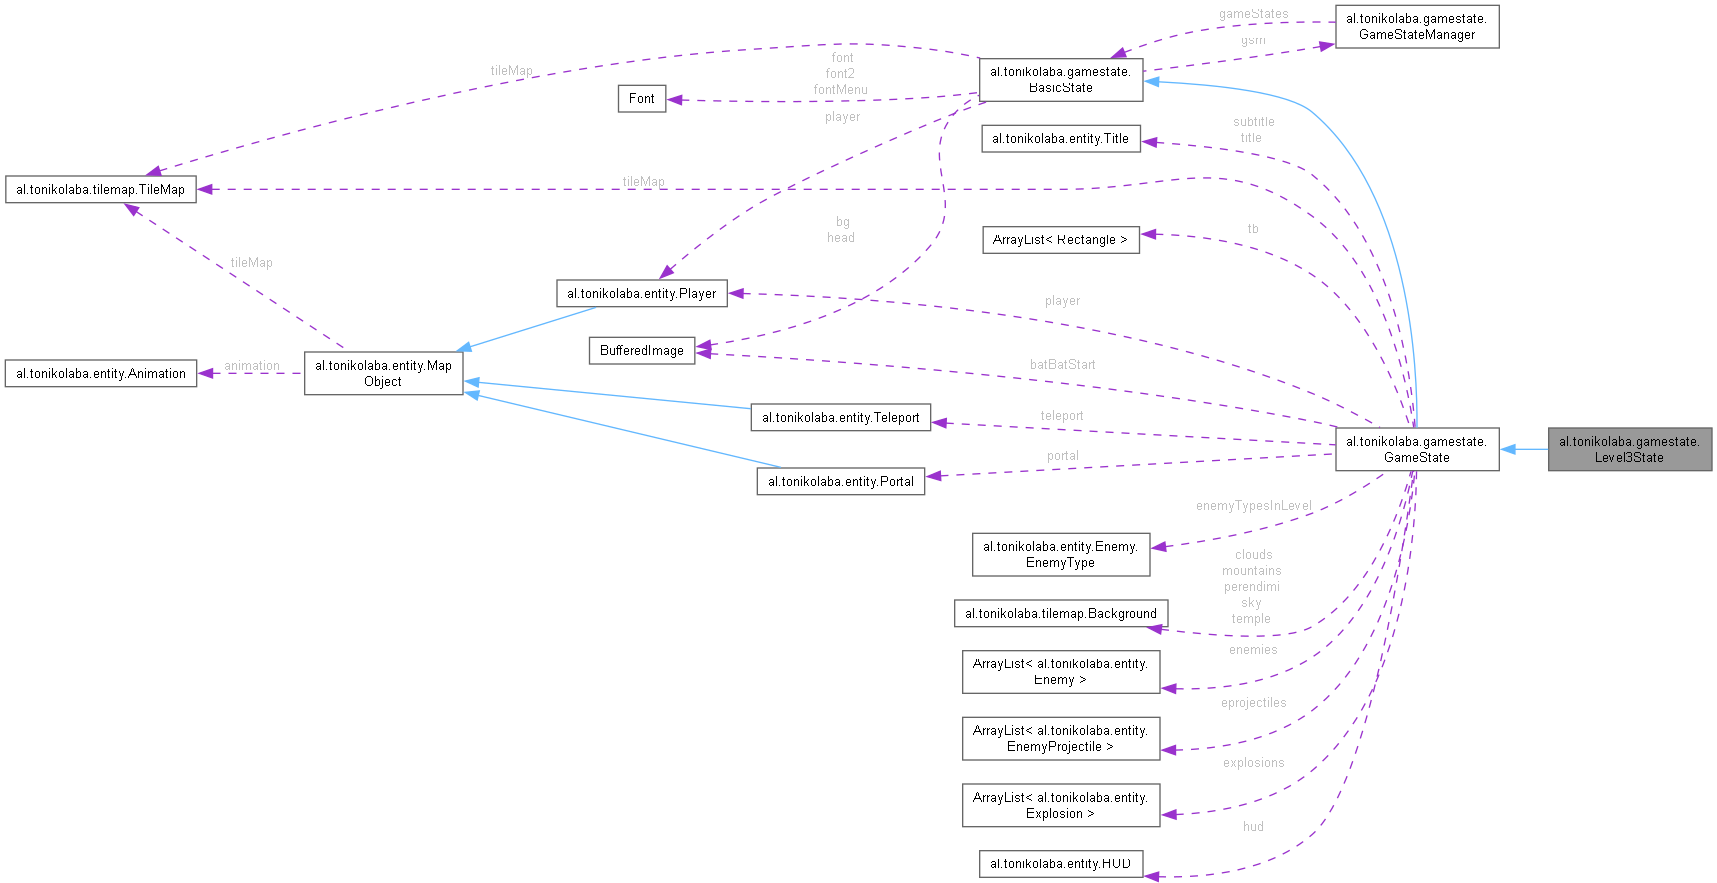 gameStates
al.tonikolaba.gamestate.
GameStateManager
gsm
tileMap
font
font2
fontMenu
al.tonikolaba.gamestate.
BasicState
Font
player
subtitle
title
al.tonikolaba.entity.Title
al.tonikolaba.tilemap.TileMap
tileMap
bg
head
ArrayList< Rectangle >
tb
tileMap
al.tonikolaba.entity.Player
player
BufferedImage
batBatStart
al.tonikolaba.entity.Animation
animation
al.tonikolaba.entity.Map
Object
al.tonikolaba.entity.Teleport
teleport
al.tonikolaba.gamestate.
GameState
al.tonikolaba.gamestate.
Level3State
portal
al.tonikolaba.entity.Portal
enemyTypesInLevel
al.tonikolaba.entity.Enemy.
EnemyType
clouds
mountains
perendimi
sky
temple
al.tonikolaba.tilemap.Background
enemies
ArrayList< al.tonikolaba.entity.
Enemy >
eprojectiles
ArrayList< al.tonikolaba.entity.
EnemyProjectile >
explosions
ArrayList< al.tonikolaba.entity.
Explosion >
hud
al.tonikolaba.entity.HUD